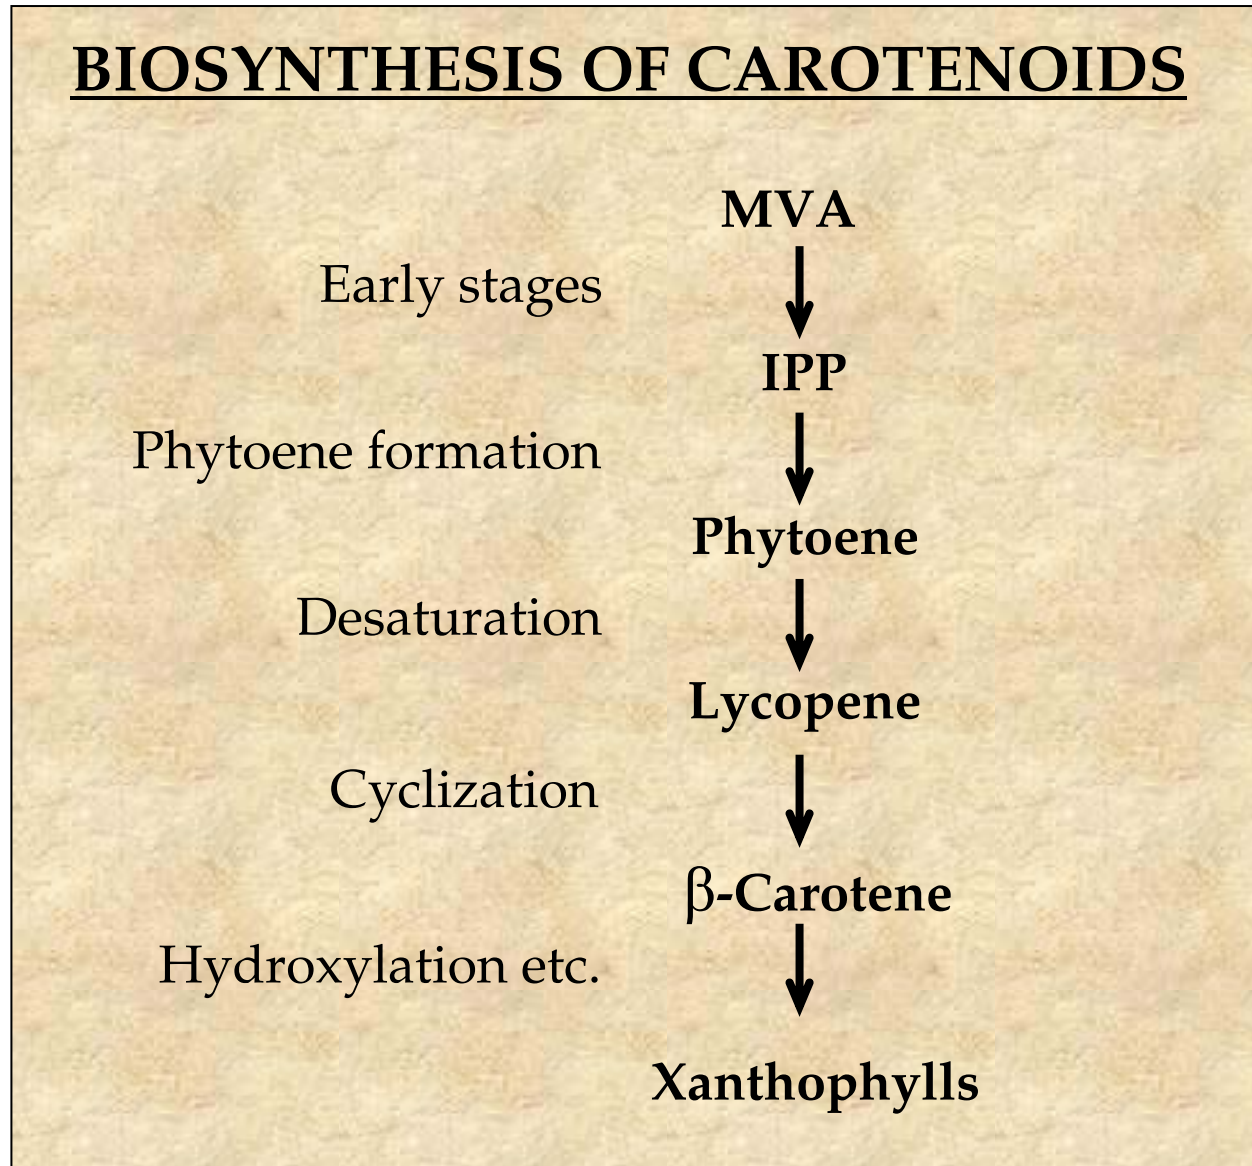 BIOSYNTHESIS OF CAROTENOIDS
MVA
Early stages
IPP
Phytoene formation
Phytoene
Desaturation
Lycopene
Cyclization
β-Carotene
Hydroxylation etc.
Xanthophylls